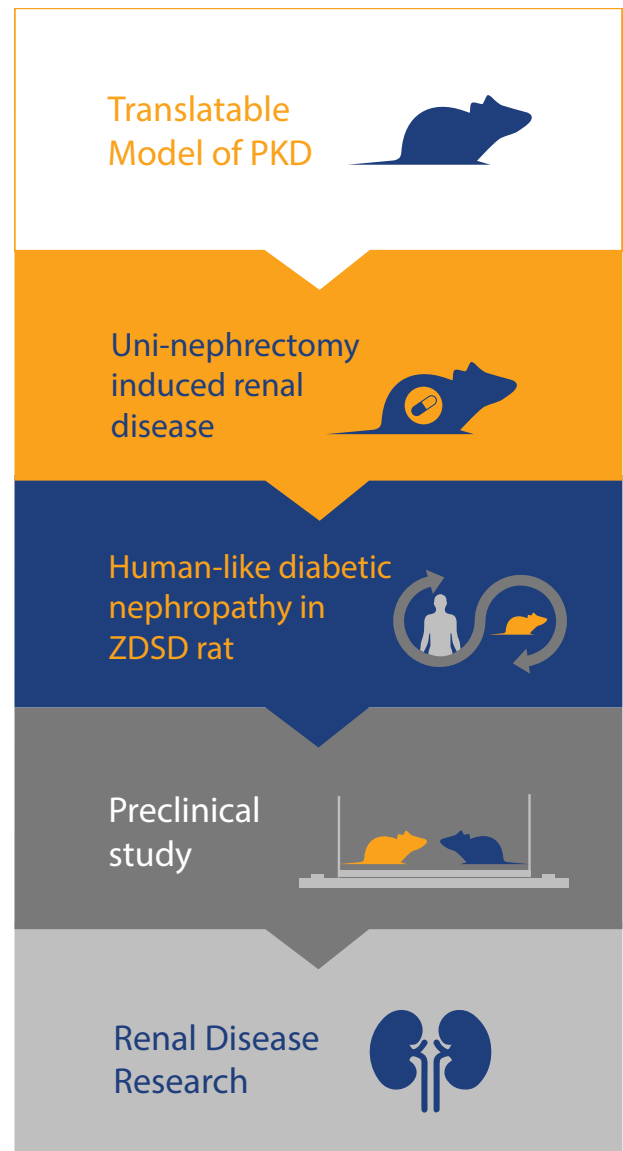 Translatable
Model of PKD
Uni-nephrectomy
induced renal
disease
Human-like diabetic
nephropathy in
ZDSD rat
Preclinical
study
Renal Disease
Research